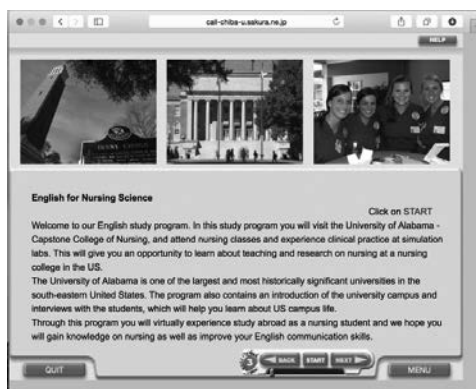 call-chiba-u.sakura.ne.jp
HELP
DENNY CHIMES
English for Nursing Science
Click on START
Welcome to our English study program. In this study program you will visit the University of Alabama -
Capstone College of Nursing, and attend nursing classes and experience clinical practice at simulation
labs. This will give you an opportunity to learn about teaching and research on nursing at a nursing
college in the US.
The University of Alabama is one of the largest and most historically significant universities in the
south-eastern United States. The program also contains an introduction of the university campus and
interviews with the students, which will help you learn about US campus life.
Through this program you will virtually experience study abroad as a nursing student and we hope you
will gain knowledge on nursing as well as improve your English communication skills.
QUIT
3
BACK
START
NEXT
MENU